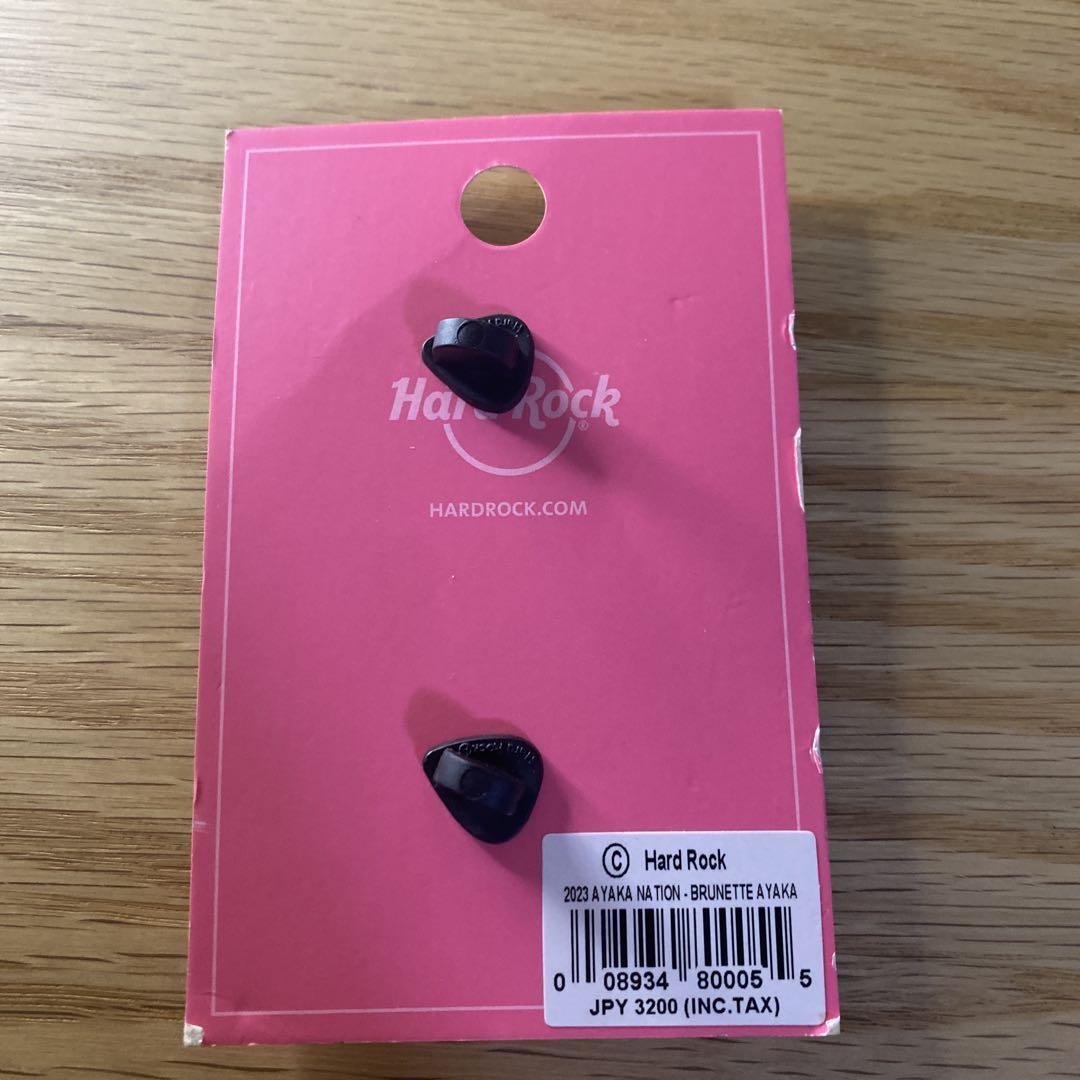 Hard Rock
®
HARDROCK.COM
© Hard Rock
2023 AYAKA NATION - BRUNETTE AYAKA
0 08934 80005 5
JPY 3200 (INC.TAX)